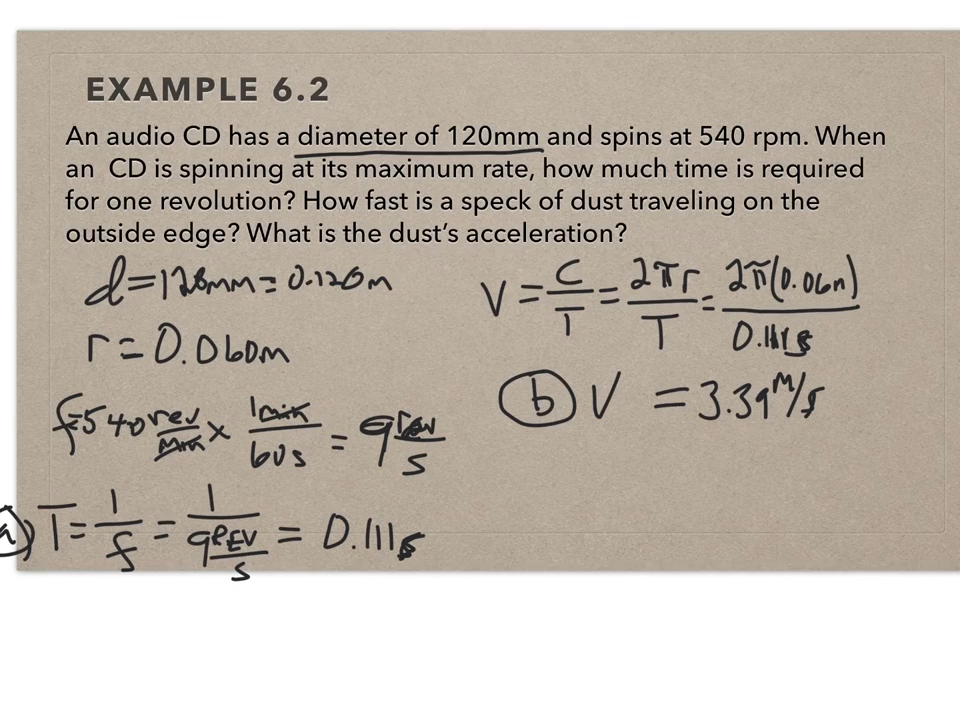 EXAMPLE 6.2
An audio CD has a diameter of 120mm and spins at 540 rpm. When
an CD is spinning at its maximum rate, how much time is required
for one revolution? How fast is a speck of dust traveling on the
outside edge? What is the dust's acceleration?
d = 120mm = 0.120m
r = 0.060m
f = 540 rev/min × 1min/60s = 9 rev/s
a) T = 1/f = 1/9 REV/s = 0.111s
V = C/T = 2πr/T = 2π(0.06m)/0.111s
b) V = 3.39 M/s